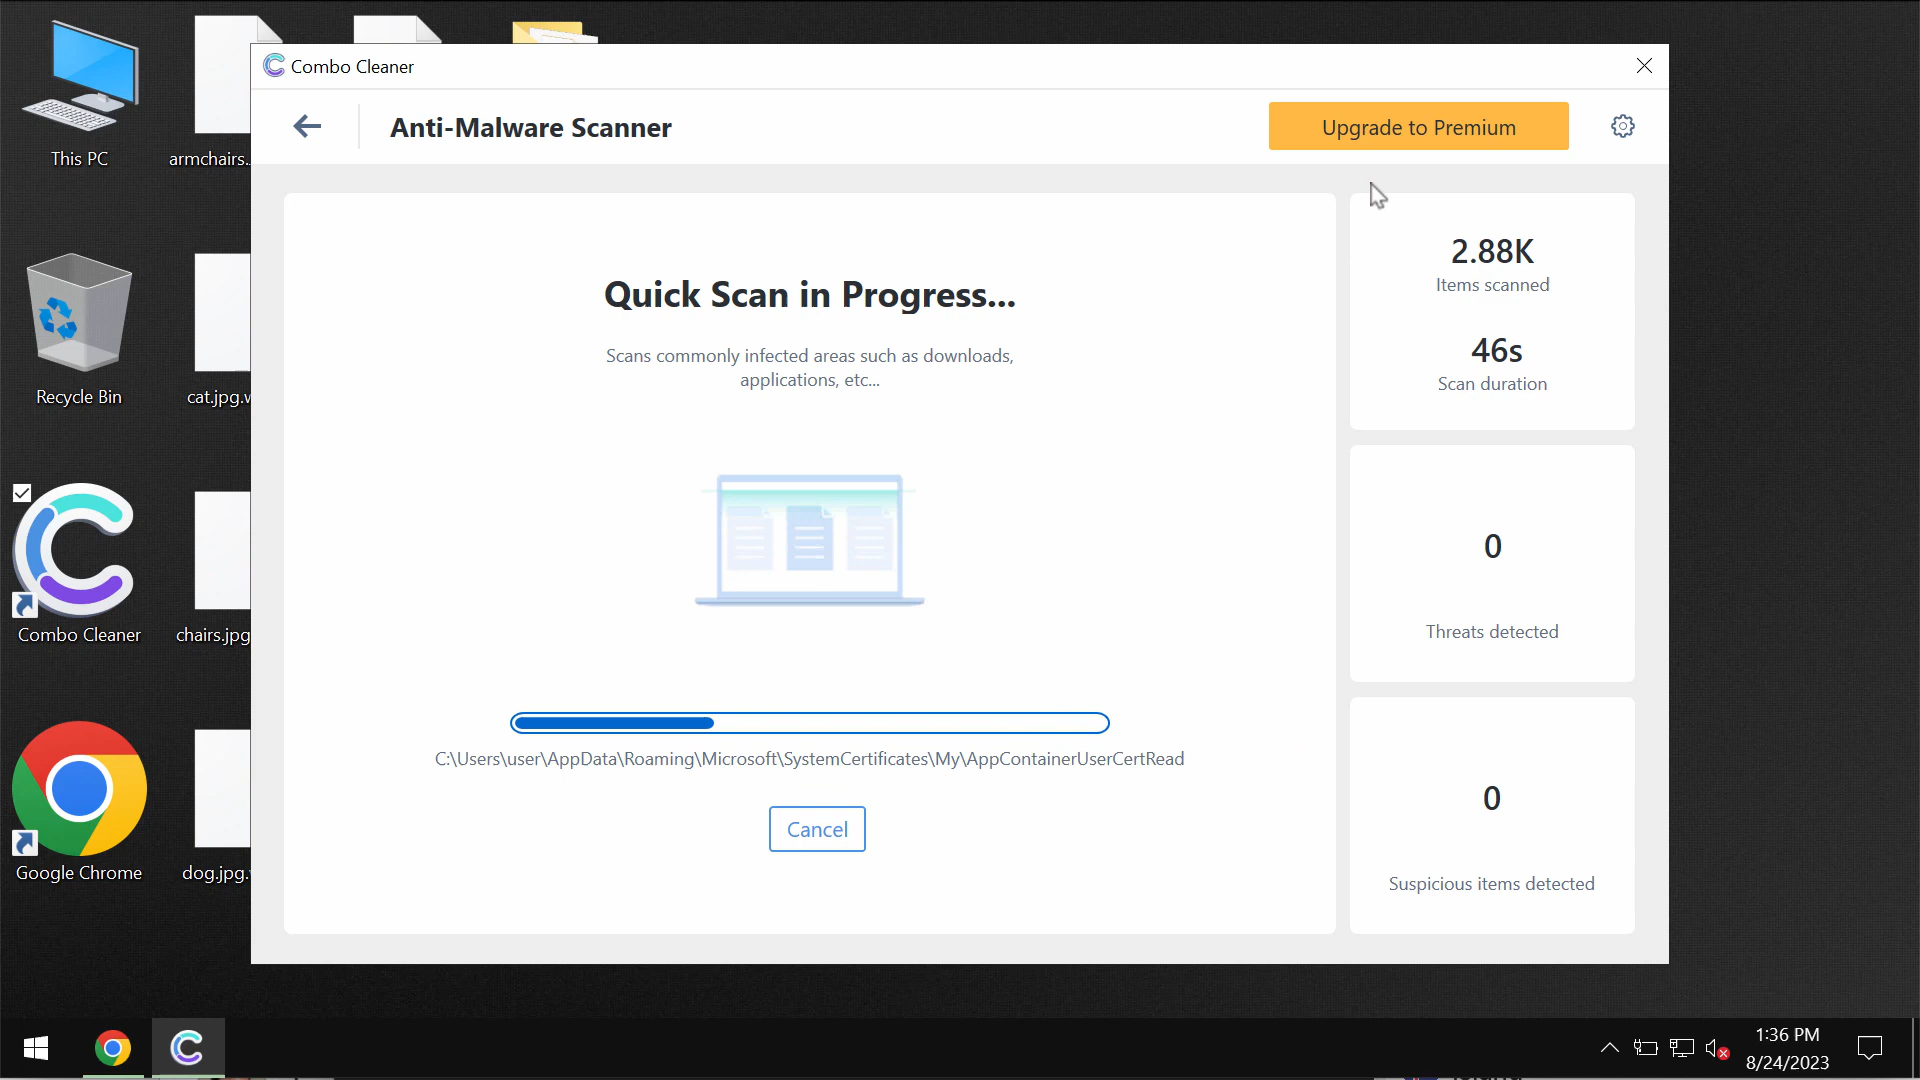 Combo Cleaner
Anti-Malware Scanner
Upgrade to Premium
Quick Scan in Progress...
Scans commonly infected areas such as downloads,
applications, etc...
C:\Users\user\AppData\Roaming\Microsoft\SystemCertificates\My\AppContainerUserCertRead
Cancel
2.88K
Items scanned
46s
Scan duration
0
Threats detected
0
Suspicious items detected
This PC
Recycle Bin
Combo Cleaner
Google Chrome
armchairs.
cat.jpg.w
chairs.jpg
dog.jpg.
1:36 PM
8/24/2023